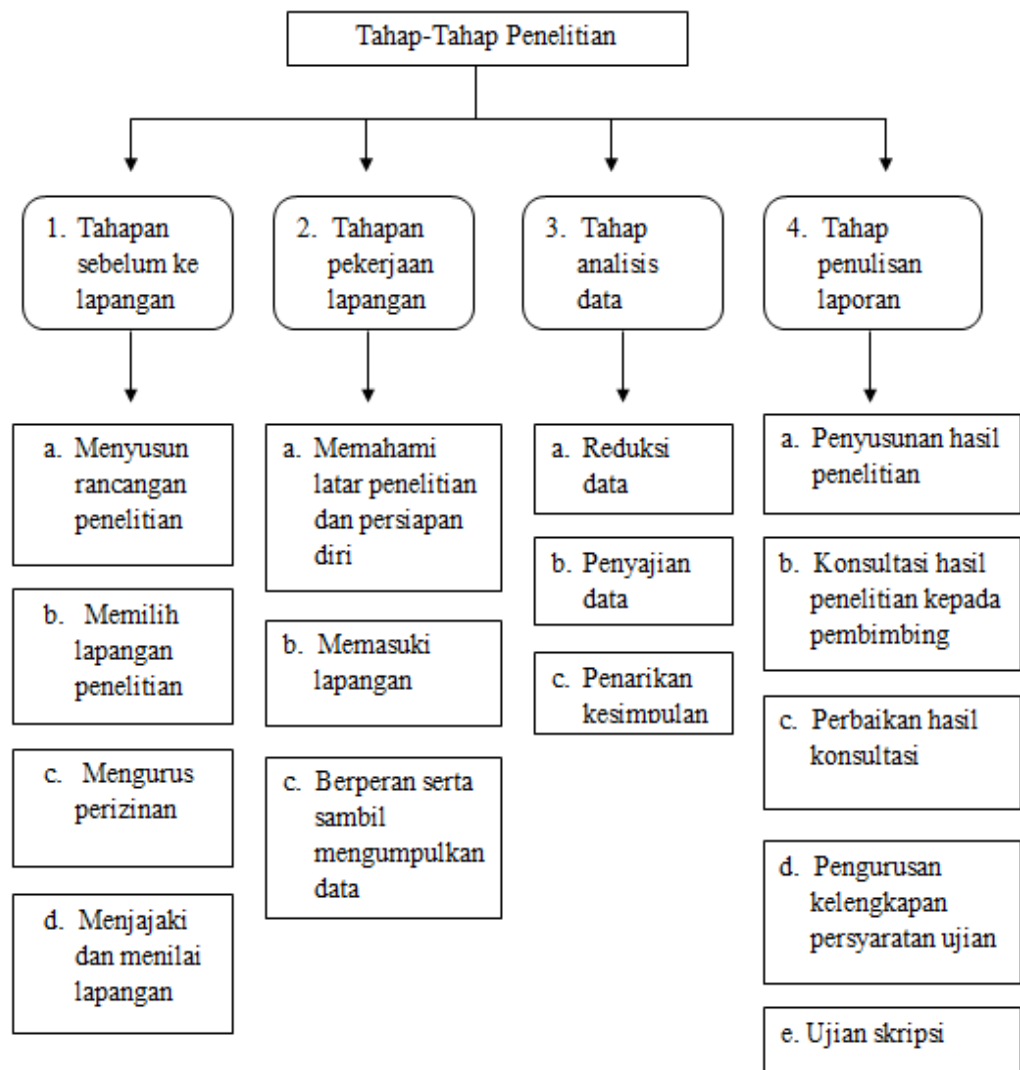 Tahap-Tahap Penelitian
1. Tahapan
sebelum ke
lapangan
2. Tahapan
pekerjaan
lapangan
3. Tahap
analisis
data
4. Tahap
penulisan
laporan
a. Menyusun
rancangan
penelitian
b. Memilih
lapangan
penelitian
c. Mengurus
perizinan
d. Menjajaki
dan menilai
lapangan
a. Memahami
latar penelitian
dan persiapan
diri
b. Memasuki
lapangan
c. Berperan serta
sambil
mengumpulkan
data
a. Reduksi
data
b. Penyajian
data
c. Penarikan
kesimpulan
a. Penyusunan hasil
penelitian
b. Konsultasi hasil
penelitian kepada
pembimbing
c. Perbaikan hasil
konsultasi
d. Pengurusan
kelengkapan
persyaratan ujian
e. Ujian skripsi